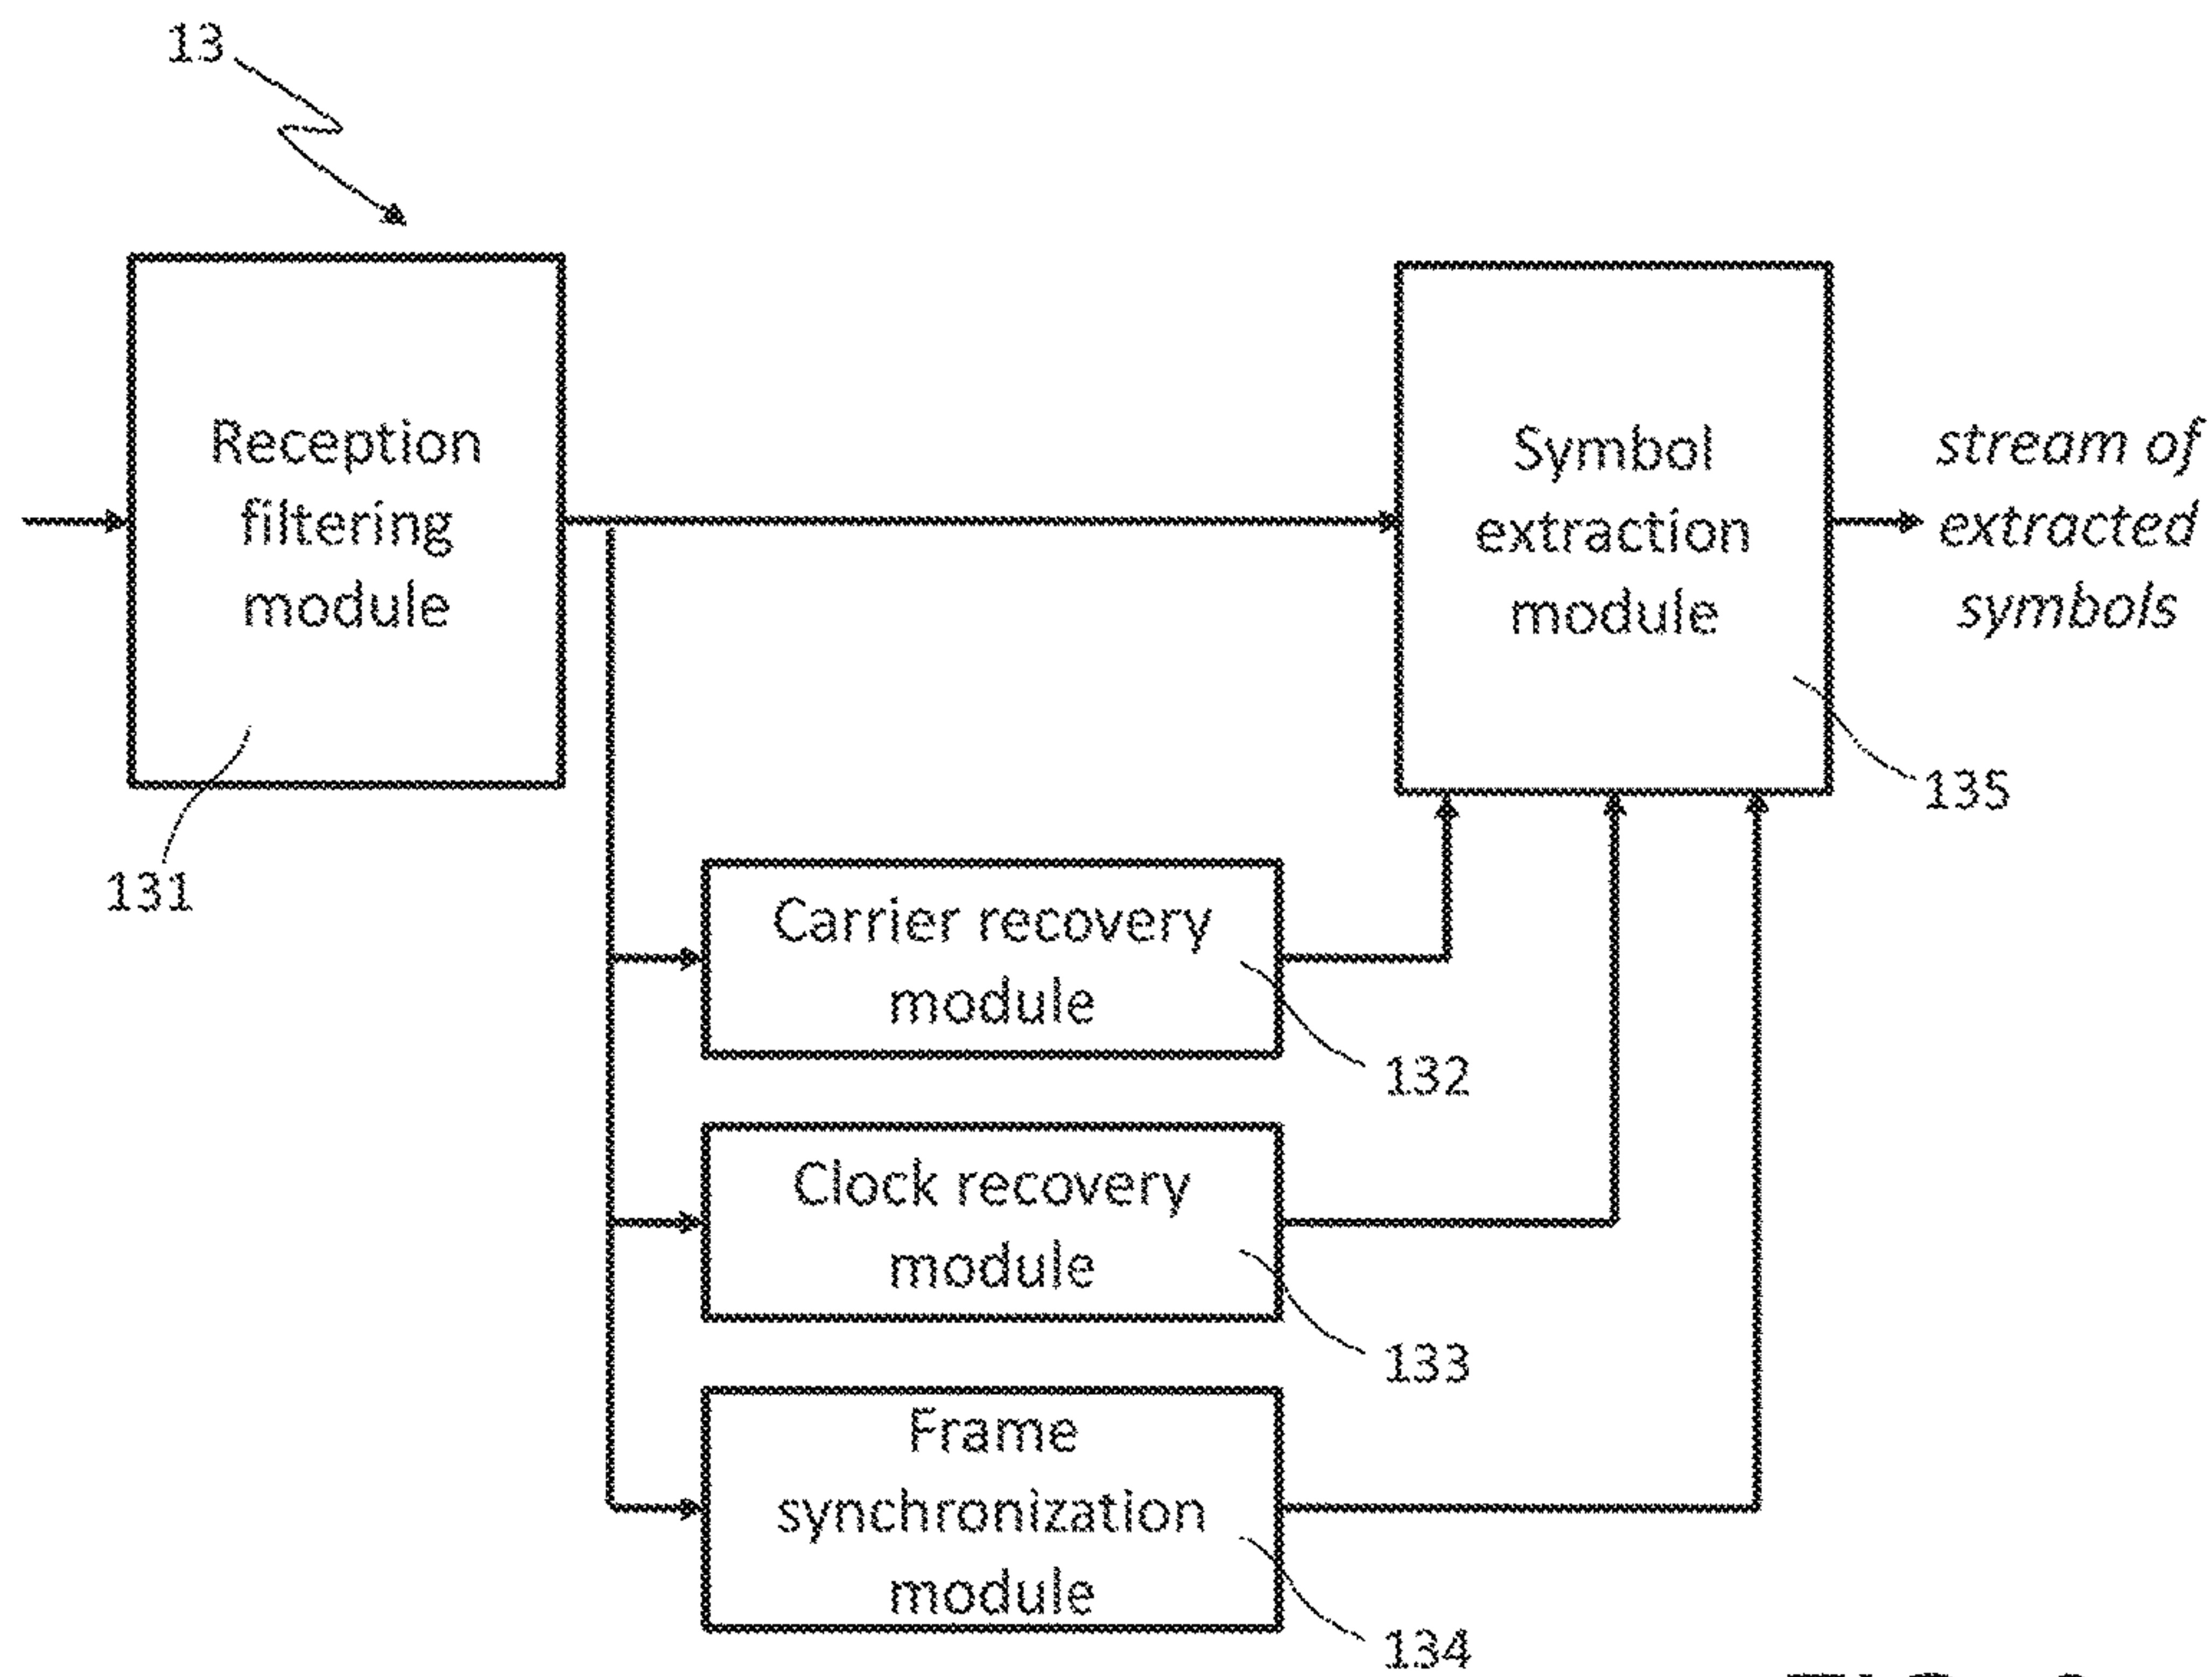 13
Reception
filtering
module
131
Symbol
extraction
module
135
stream of
extracted
symbols
Carrier recovery
module
132
Clock recovery
module
133
Frame
synchronization
module
134